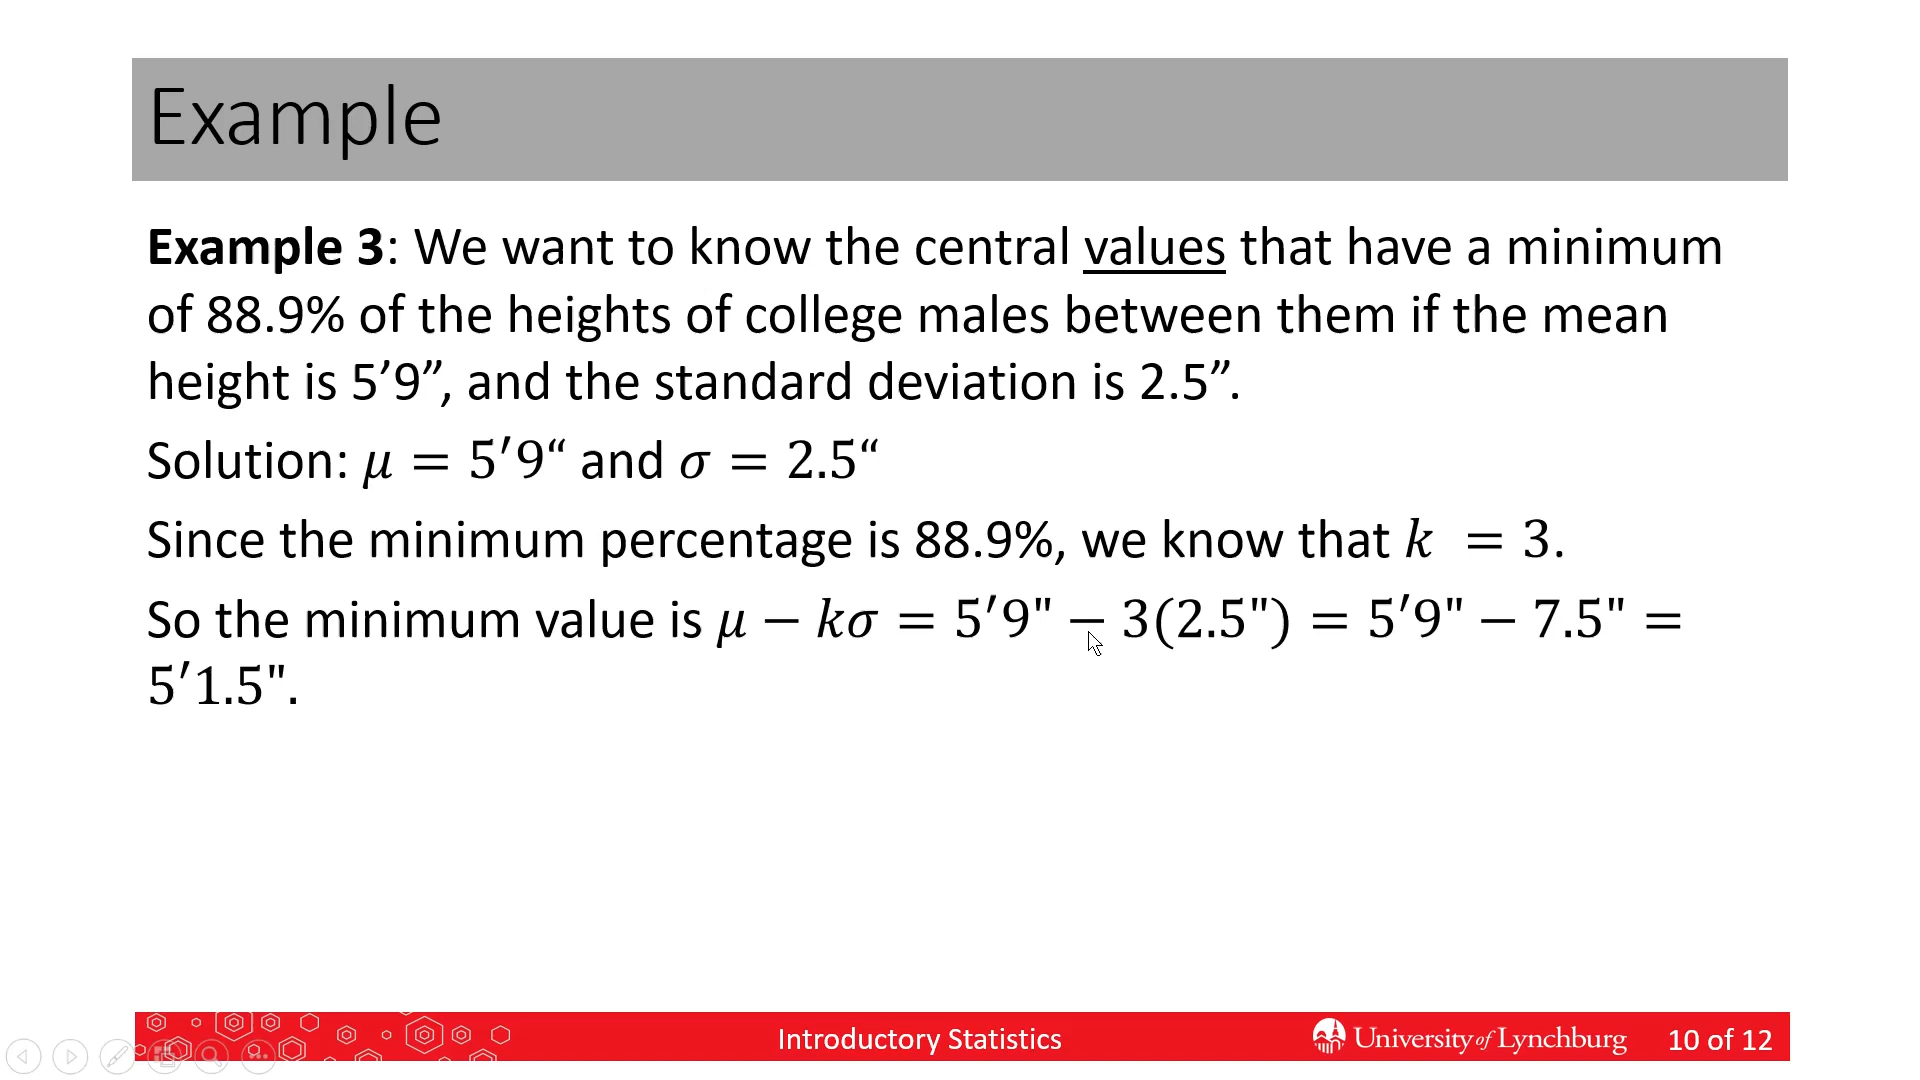 Example
Example 3: We want to know the central values that have a minimum
of 88.9% of the heights of college males between them if the mean
height is 5’9”, and the standard deviation is 2.5”.
Solution: 𝜇 = 5′9“ and 𝜎 = 2.5“
Since the minimum percentage is 88.9%, we know that 𝑘 = 3.
So the minimum value is 𝜇 − 𝑘𝜎 = 5′9" − 3(2.5") = 5′9" − 7.5" =
5′1.5".
Introductory Statistics
University of Lynchburg
10 of 12